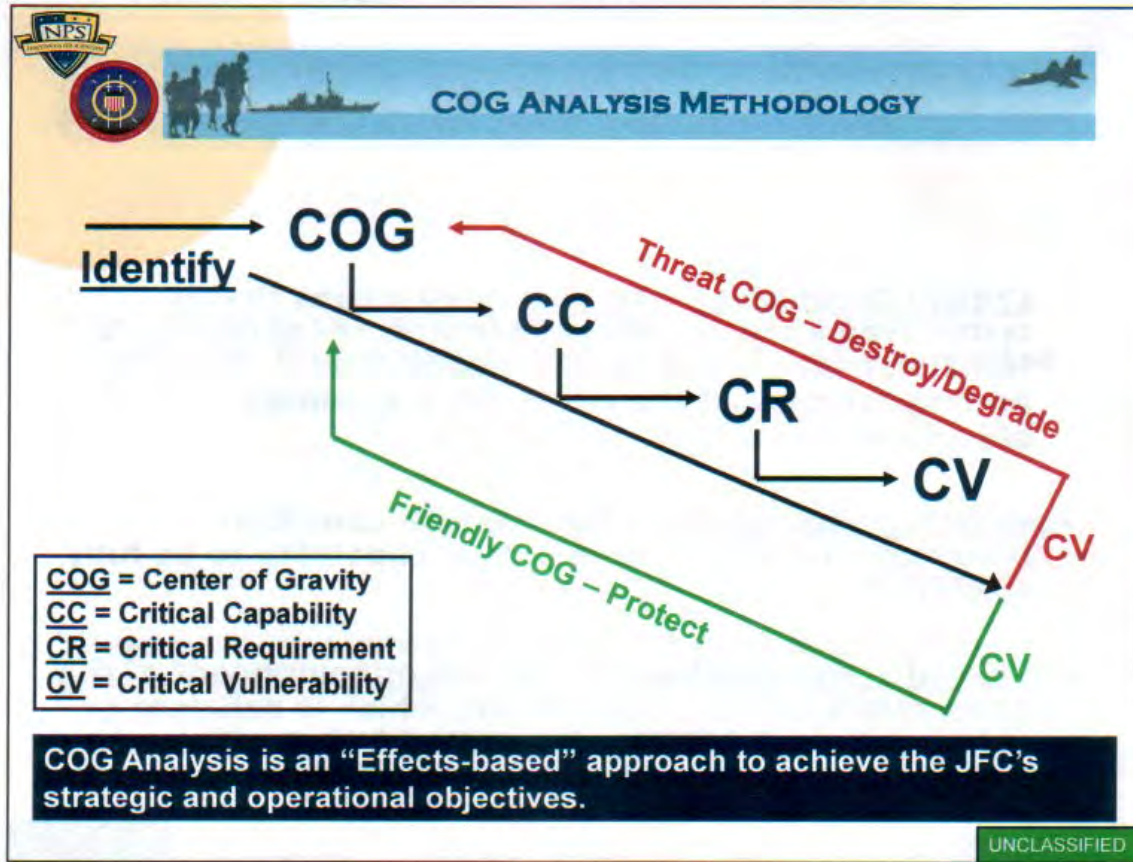 NPS
COG ANALYSIS METHODOLOGY
COG
Identify
CC
CR
CV
Threat COG – Destroy/Degrade
CV
Friendly COG – Protect
CV
COG = Center of Gravity
CC = Critical Capability
CR = Critical Requirement
CV = Critical Vulnerability
COG Analysis is an “Effects-based” approach to achieve the JFC’s
strategic and operational objectives.
UNCLASSIFIED